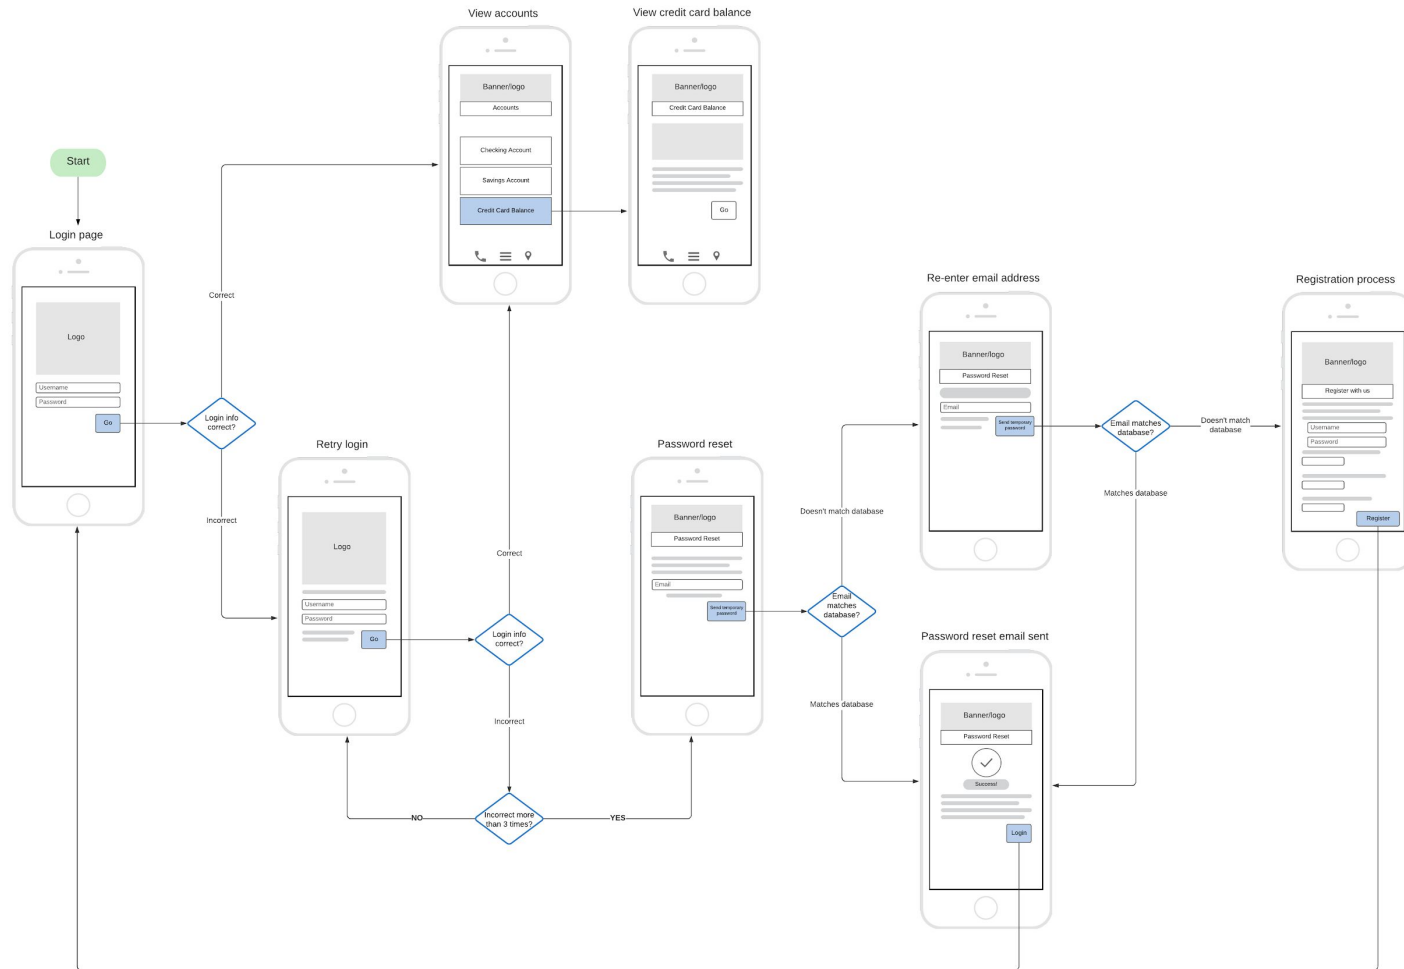 View accounts
View credit card balance
Banner/logo
Accounts
Checking Account
Savings Account
Credit Card Balance
Banner/logo
Credit Card Balance
Go
Start
Login page
Logo
Username
Password
Go
Login info
correct?
Correct
Incorrect
Retry login
Logo
Username
Password
Go
Login info
correct?
Correct
Incorrect
Incorrect more
than 3 times?
NO
YES
Password reset
Banner/logo
Password Reset
Email
Send temporary
password
Email
matches
database?
Doesn't match database
Matches database
Re-enter email address
Banner/logo
Password Reset
Email
Send temporary
password
Email matches
database?
Doesn't match
database
Matches database
Registration process
Banner/logo
Register with us
Username
Password
Register
Password reset email sent
Banner/logo
Password Reset
Success!
Login